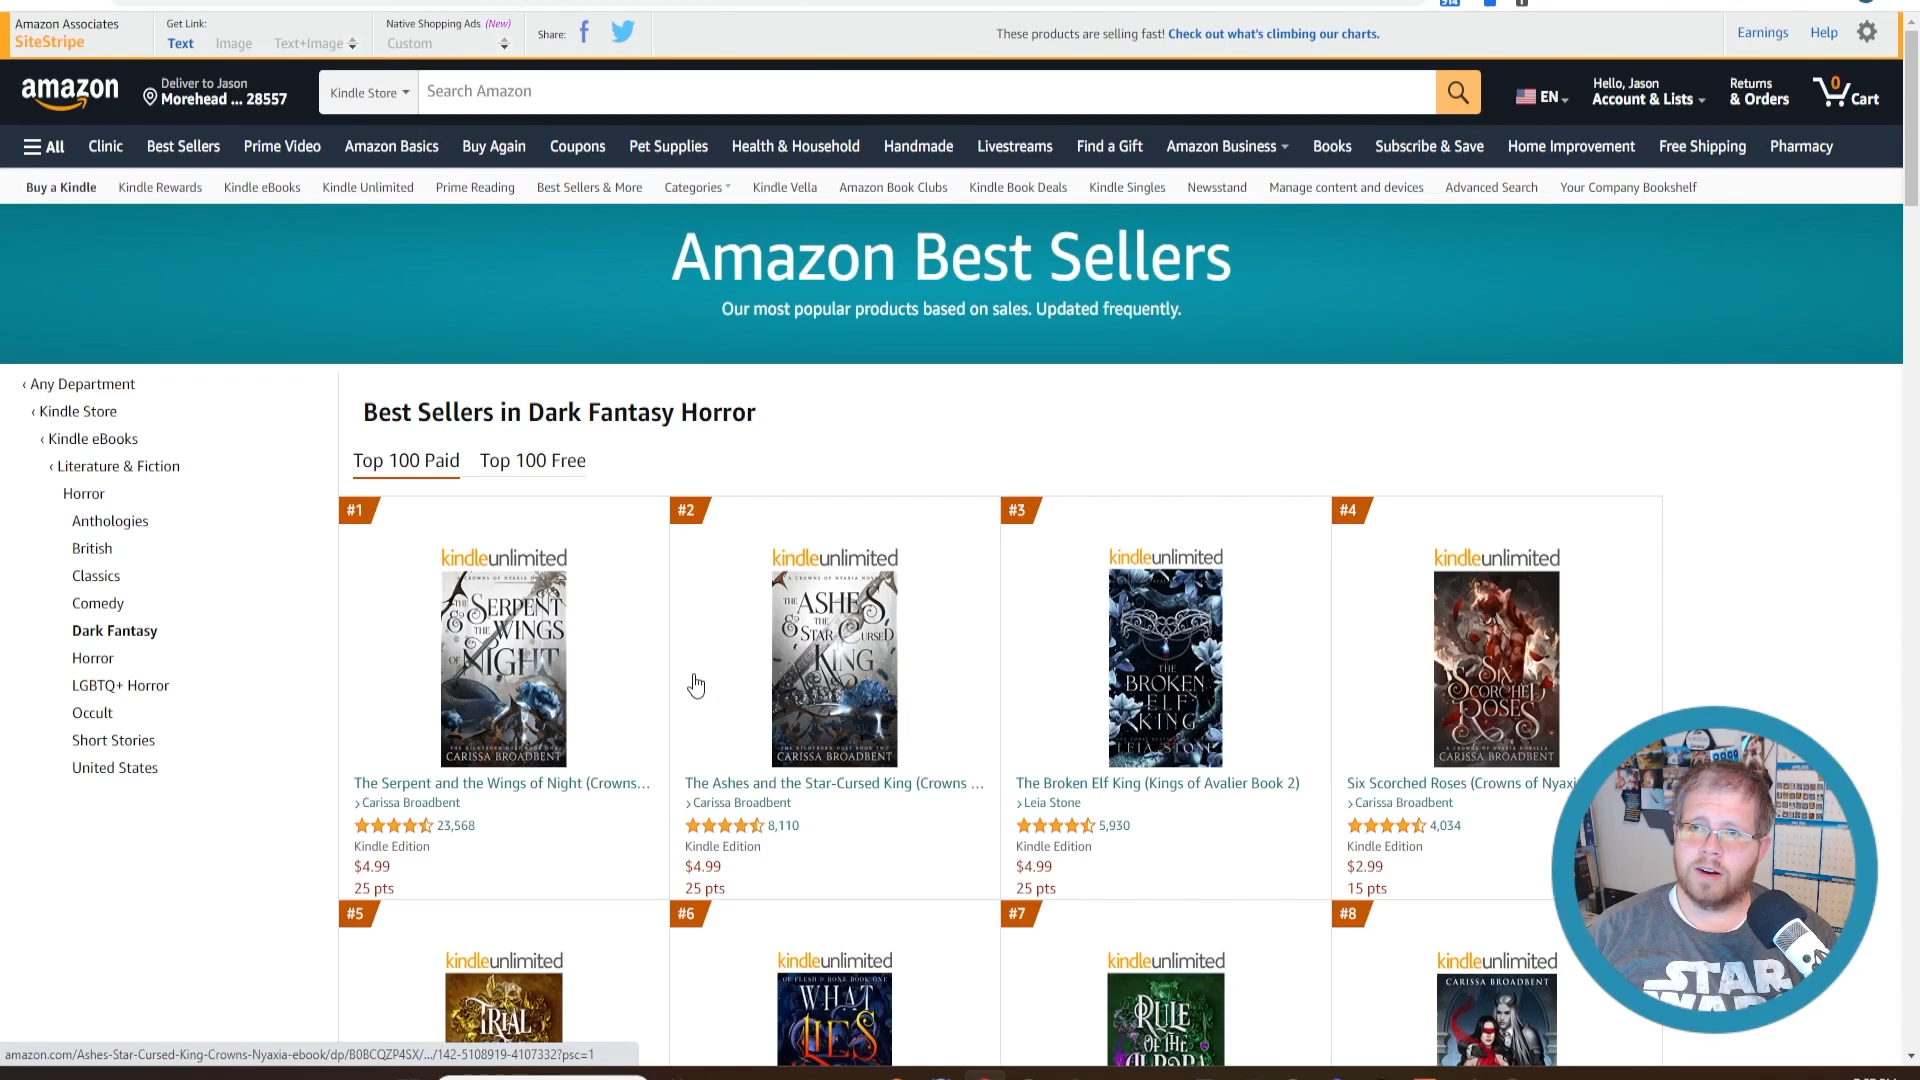 Amazon Associates
SiteStripe
Get Link:
Text Image Text+Image
Native Shopping Ads (New)
Custom
Share:
These products are selling fast! Check out what's climbing our charts.
Earnings Help
amazon
Deliver to Jason
Morehead ... 28557
Kindle Store
Search Amazon
EN
Hello, Jason
Account & Lists
Returns
& Orders
0
Cart
All Clinic Best Sellers Prime Video Amazon Basics Buy Again Coupons Pet Supplies Health & Household Handmade Livestreams Find a Gift Amazon Business Books Subscribe & Save Home Improvement Free Shipping Pharmacy
Buy a Kindle Kindle Rewards Kindle eBooks Kindle Unlimited Prime Reading Best Sellers & More Categories Kindle Vella Amazon Book Clubs Kindle Book Deals Kindle Singles Newsstand Manage content and devices Advanced Search Your Company Bookshelf
Amazon Best Sellers
Our most popular products based on sales. Updated frequently.
‹ Any Department
‹ Kindle Store
‹ Kindle eBooks
‹ Literature & Fiction
Horror
Anthologies
British
Classics
Comedy
Dark Fantasy
Horror
LGBTQ+ Horror
Occult
Short Stories
United States
Best Sellers in Dark Fantasy Horror
Top 100 Paid Top 100 Free
#1
kindleunlimited
THE SERPENT
& THE WINGS
OF NIGHT
CARISSA BROADBENT
The Serpent and the Wings of Night (Crowns...
› Carissa Broadbent
23,568
Kindle Edition
$4.99
25 pts
#2
kindleunlimited
THE ASHES
& THE
STAR-CURSED
KING
CARISSA BROADBENT
The Ashes and the Star-Cursed King (Crowns ...
› Carissa Broadbent
8,110
Kindle Edition
$4.99
25 pts
#3
kindleunlimited
THE
BROKEN
ELF
KING
LEIA STONE
The Broken Elf King (Kings of Avalier Book 2)
› Leia Stone
5,930
Kindle Edition
$4.99
25 pts
#4
kindleunlimited
SIX
SCORCHED
ROSES
A CROWNS OF NYAXIA NOVELLA
CARISSA BROADBENT
Six Scorched Roses (Crowns of Nyaxi
› Carissa Broadbent
4,034
Kindle Edition
$2.99
15 pts
#5
kindleunlimited
TRIAL
#6
kindleunlimited
OF FLESH & BONE BOOK ONE
WHAT
LIES
#7
kindleunlimited
RULE
OF THE
AURORA
#8
kindleunlimited
CARISSA BROADBENT
STAR
WARS
amazon.com/Ashes-Star-Cursed-King-Crowns-Nyaxia-ebook/dp/B0BCQZP4SX/.../142-5108919-4107332?psc=1